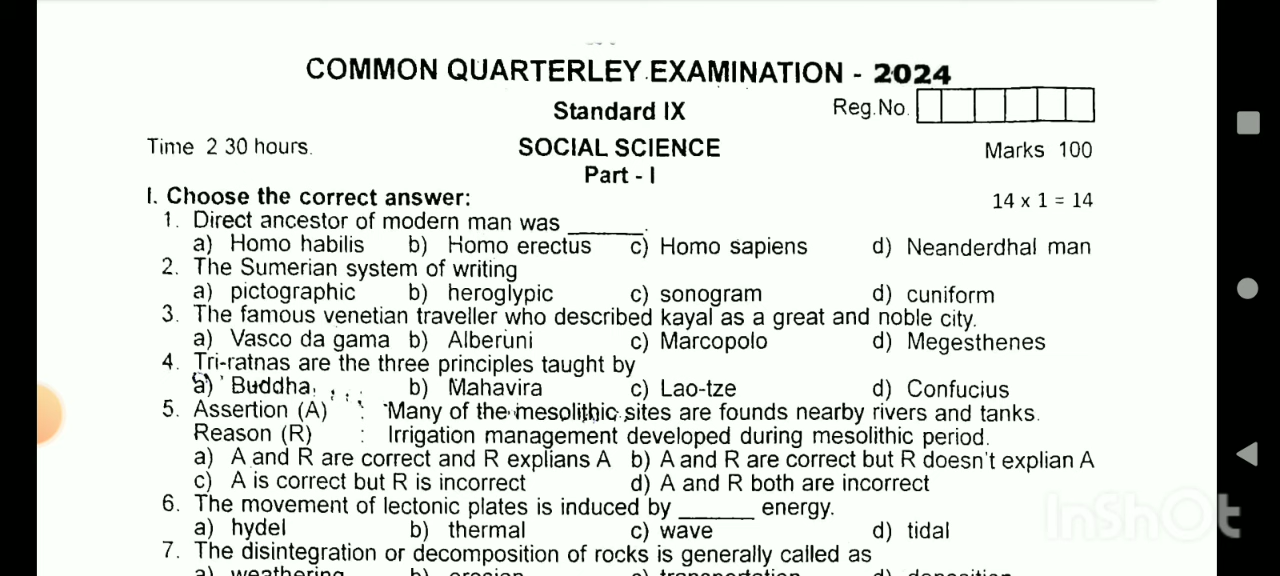 COMMON QUARTERLEY EXAMINATION - 2024
Standard IX
Reg.No.
Time 2 30 hours.
SOCIAL SCIENCE
Marks 100
Part - I
I. Choose the correct answer:
14 x 1 = 14
1. Direct ancestor of modern man was ______.
a) Homo habilis b) Homo erectus c) Homo sapiens d) Neanderdhal man
2. The Sumerian system of writing
a) pictographic b) heroglypic c) sonogram d) cuniform
3. The famous venetian traveller who described kayal as a great and noble city.
a) Vasco da gama b) Alberuni c) Marcopolo d) Megesthenes
4. Tri-ratnas are the three principles taught by
a) Buddha b) Mahavira c) Lao-tze d) Confucius
5. Assertion (A) : Many of the mesolithic sites are founds nearby rivers and tanks.
Reason (R) : Irrigation management developed during mesolithic period.
a) A and R are correct and R explians A b) A and R are correct but R doesn't explian A
c) A is correct but R is incorrect d) A and R both are incorrect
6. The movement of lectonic plates is induced by ______ energy.
a) hydel b) thermal c) wave d) tidal
7. The disintegration or decomposition of rocks is generally called as
a) weathering b) erosion c) transportation d) deposition
InShOt